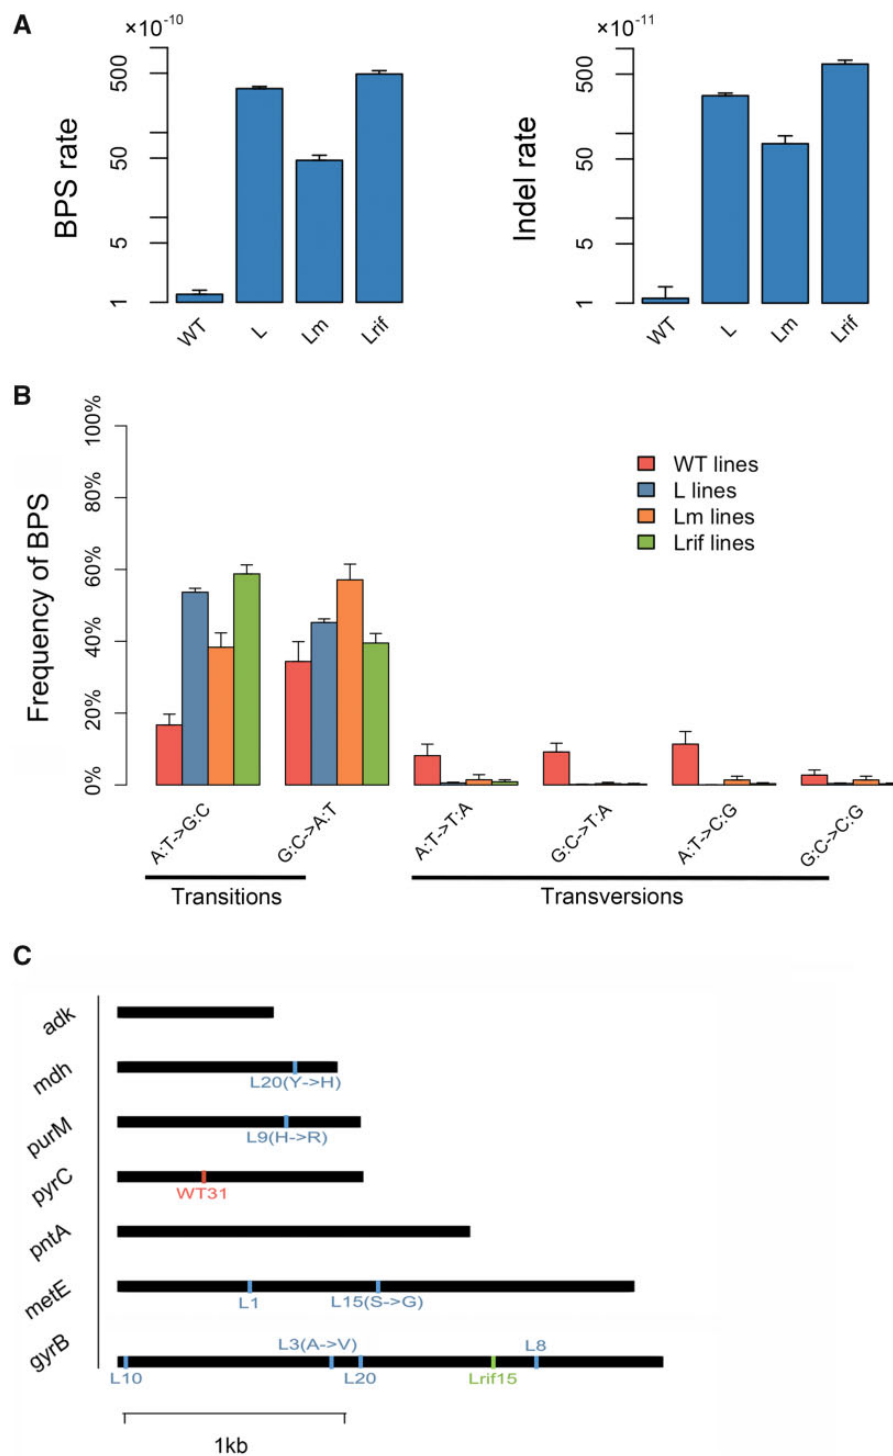 A
×10⁻¹⁰
BPS rate
500
50
5
1
WT
L
Lm
Lrif
×10⁻¹¹
Indel rate
500
50
5
1
WT
L
Lm
Lrif
B
Frequency of BPS
100%
80%
60%
40%
20%
0%
WT lines
L lines
Lm lines
Lrif lines
A:T->G:C
G:C->A:T
A:T->T:A
G:C->T:A
A:T->C:G
G:C->C:G
Transitions
Transversions
C
adk
mdh
L20(Y->H)
purM
L9(H->R)
pyrC
WT31
pntA
metE
L1
L15(S->G)
gyrB
L3(A->V)
L8
L10
L20
Lrif15
1kb